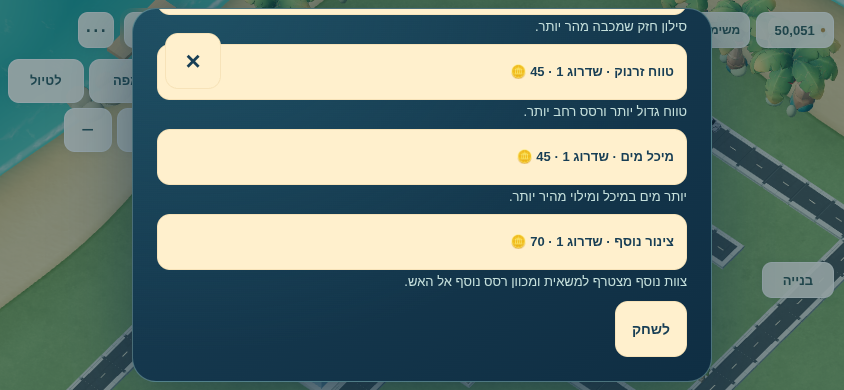 50,051
משימ
...
מפה
לטיול
–
סילון חזק שמכבה מהר יותר.
×
טווח זרנוק · שדרוג 1 · 45
טווח גדול יותר ורסס רחב יותר.
מיכל מים · שדרוג 1 · 45
יותר מים במיכל ומילוי מהיר יותר.
צינור נוסף · שדרוג 1 · 70
צוות נוסף מצטרף למשאית ומכוון רסס נוסף אל האש.
לשחק
בנייה